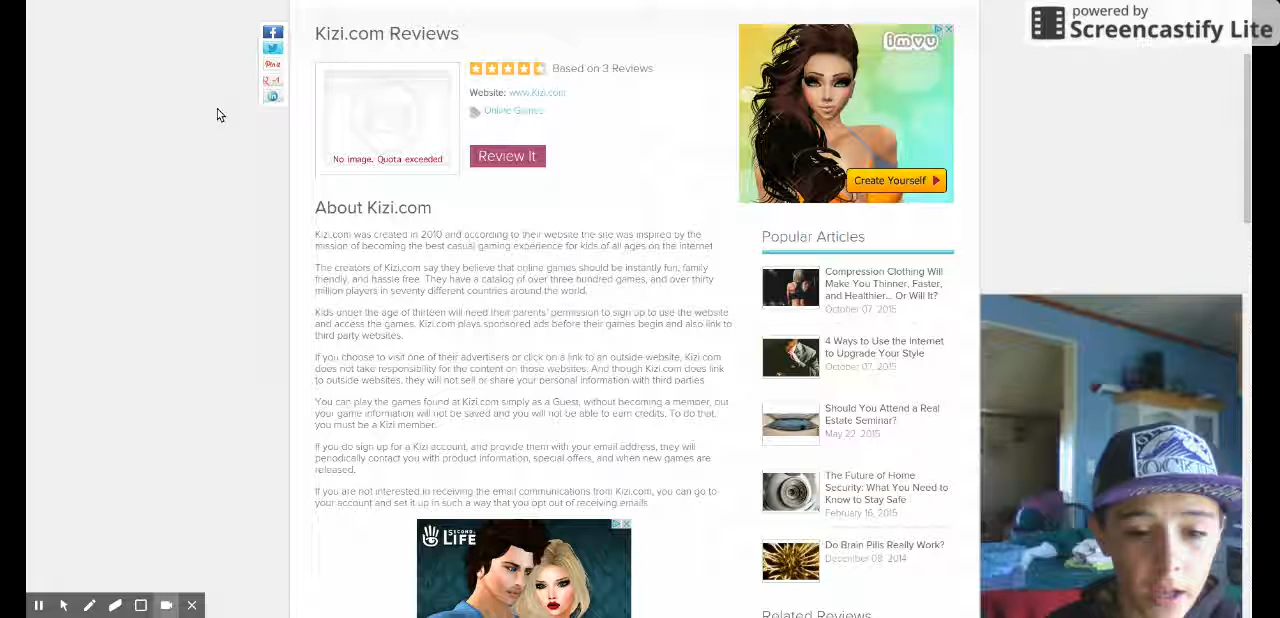 powered by
Screencastify Lite
Kizi.com Reviews
Pin it
+1
Based on 3 Reviews
Website: www.Kizi.com
Online Games
No image. Quota exceeded
Review It
imvu
Create Yourself
About Kizi.com
Kizi.com was created in 2010 and according to their website the site was inspired by the
mission of becoming the best casual gaming experience for kids of all ages on the internet
The creators of Kizi.com say they believe that online games should be instantly fun, family
friendly, and hassle free. They have a catalog of over three hundred games, and over thirty
million players in seventy different countries around the world.
Kids under the age of thirteen will need their parents' permission to sign up to use the website
and access the games. Kizi.com plays sponsored ads before their games begin and also link to
third party websites.
If you choose to visit one of their advertisers or click on a link to an outside website, Kizi.com
does not take responsibility for the content on those websites. And though Kizi.com does link
to outside websites, they will not sell or share your personal information with third parties
You can play the games found at Kizi.com simply as a Guest, without becoming a member, but
your game information will not be saved and you will not be able to earn credits. To do that,
you must be a Kizi member.
If you do sign up for a Kizi account, and provide them with your email address, they will
periodically contact you with product information, special offers, and when new games are
released.
If you are not interested in receiving the email communications from Kizi.com, you can go to
your account and set it up in such a way that you opt out of receiving emails
SECOND
LIFE
Popular Articles
Compression Clothing Will
Make You Thinner, Faster,
and Healthier... Or Will It?
October 07, 2015
4 Ways to Use the Internet
to Upgrade Your Style
October 07, 2015
Should You Attend a Real
Estate Seminar?
May 22, 2015
The Future of Home
Security: What You Need to
Know to Stay Safe
February 16, 2015
Do Brain Pills Really Work?
December 08, 2014
Related Reviews